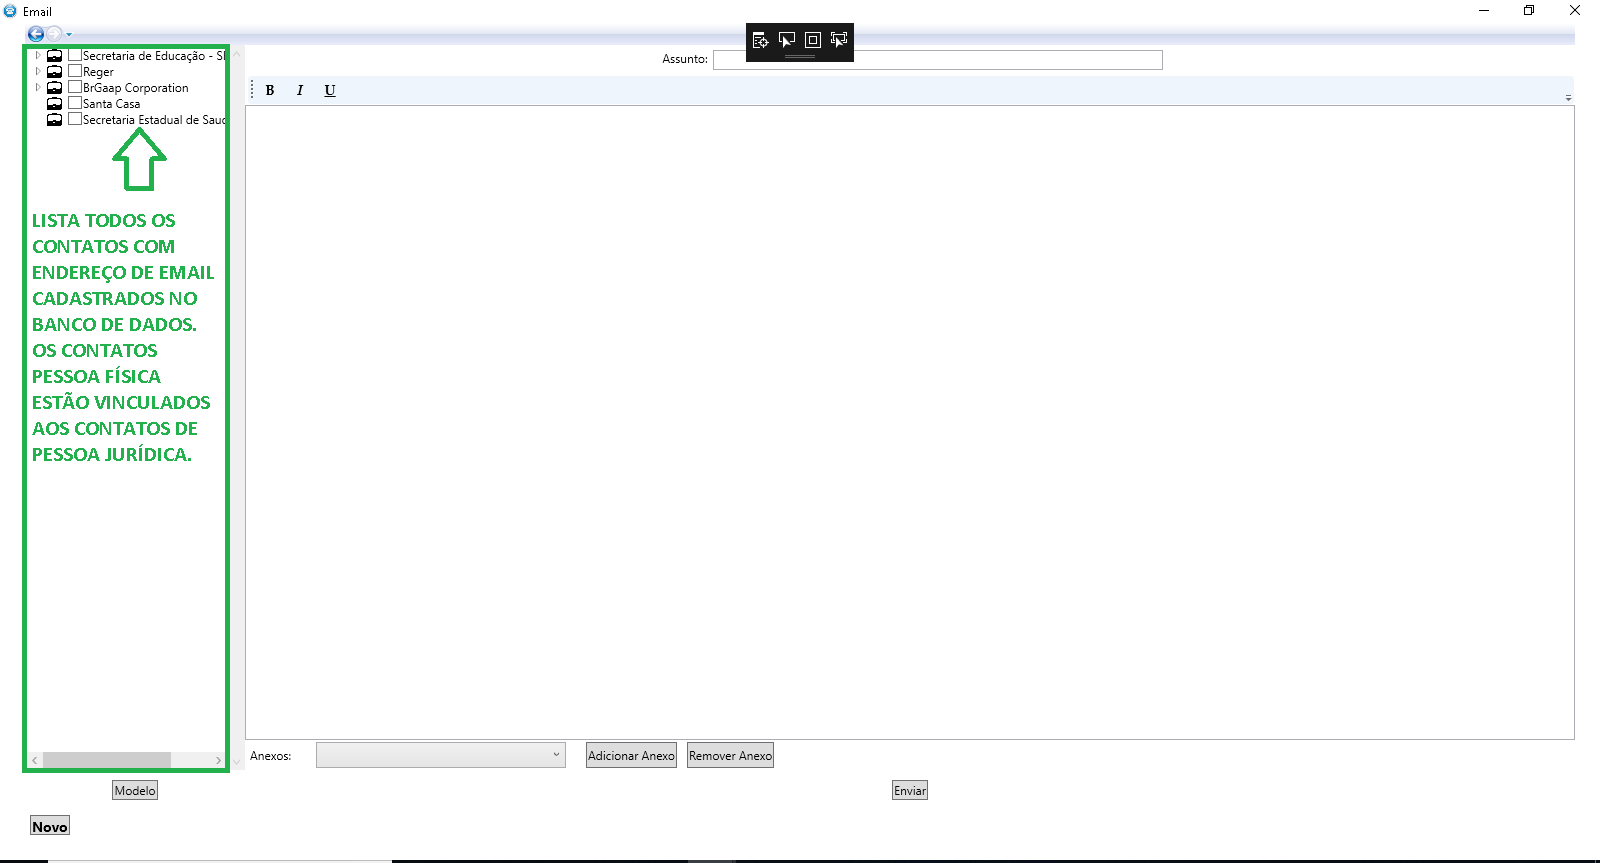 Email
Secretaria de Educação -
Reger
BrGaap Corporation
Santa Casa
Secretaria Estadual de
LISTA TODOS OS
CONTATOS COM
ENDEREÇO DE EMAIL
CADASTRADOS NO
BANCO DE DADOS.
OS CONTATOS
PESSOA FÍSICA
ESTÃO VINCULADOS
AOS CONTATOS DE
PESSOA JURÍDICA.
Assunto:
B I U
Anexos:
Adicionar Anexo
Remover Anexo
Modelo
Enviar
Novo